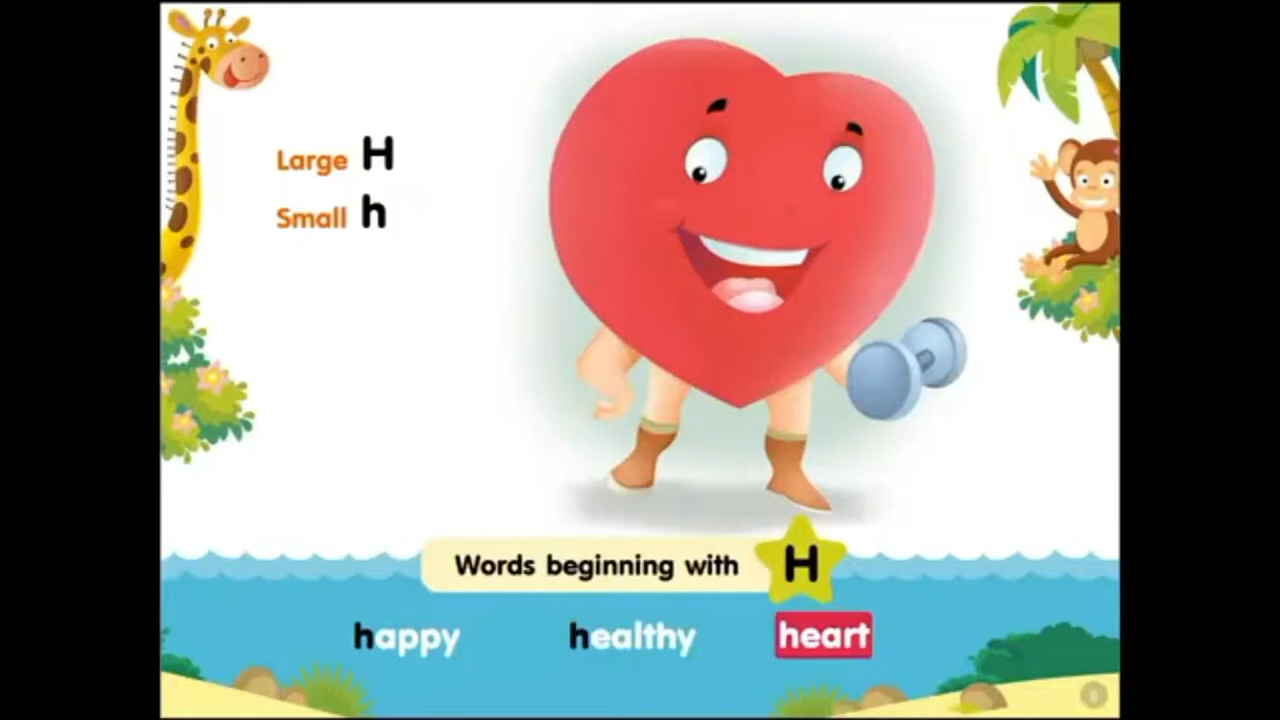 Large H
Small h
Words beginning with H
happy healthy heart